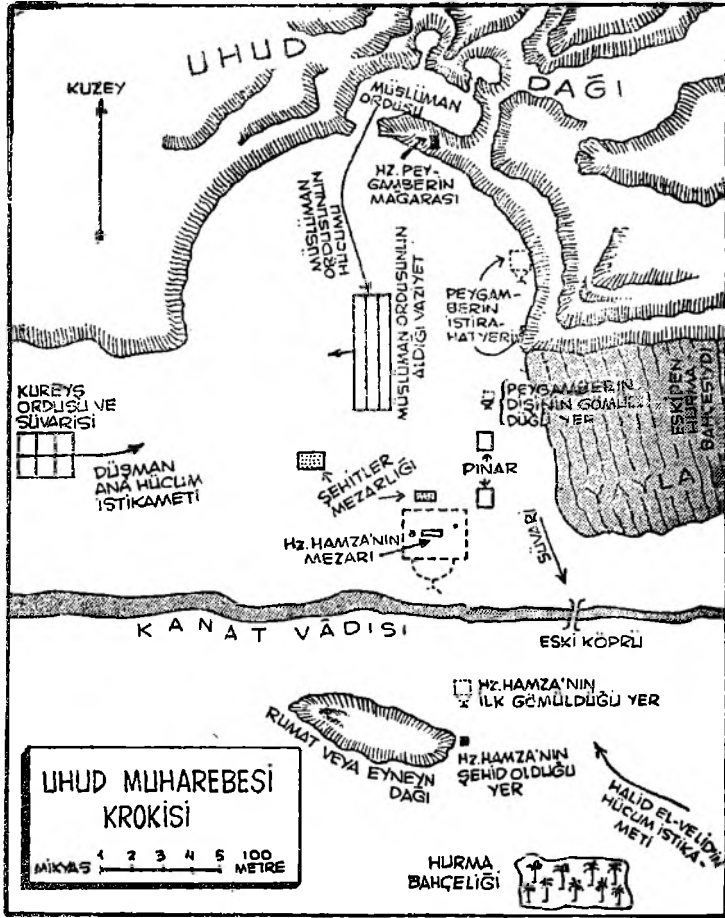 UHUD DAĞI
KUZEY
MÜSLÜMAN
ORDUSU
HZ. PEY-
GAMBERİN
MAĞARASI
MÜSLÜMAN
ORDUSUNUN
HÜCUMU
MÜSLÜMAN ORDUSUNUN
ALDIĞI VAZİYET
PEYGAM-
BERİN
İSTİRA-
HAT YERİ
KUREYŞ
ORDUSU VE
SÜVARİSİ
DÜŞMAN
ANA HÜCUM
İSTİKAMETİ
PEYGAMBERİN
DİŞİNİN GÖMÜL-
DÜĞÜ YER
ESKİDEN
HURMA
BAHÇESİYDİ
YAYLA
PINAR
ŞEHİTLER
MEZARLIĞI
HZ. HAMZA'NIN
MEZARI
SÜVARİ
KANAT VÂDİSİ
ESKİ KÖPRÜ
HZ. HAMZA'NIN
İLK GÖMÜLDÜĞÜ YER
RUMAT VEYA EYNEYN
DAĞI
HZ. HAMZA'NIN
ŞEHİD OLDUĞU
YER
HALİD EL-VELİDİN
HÜCUM İSTİKA-
METİ
UHUD MUHAREBESİ
KROKİSİ
MİKYAS 1 2 3 4 5 100
METRE
HURMA
BAHÇELİĞİ